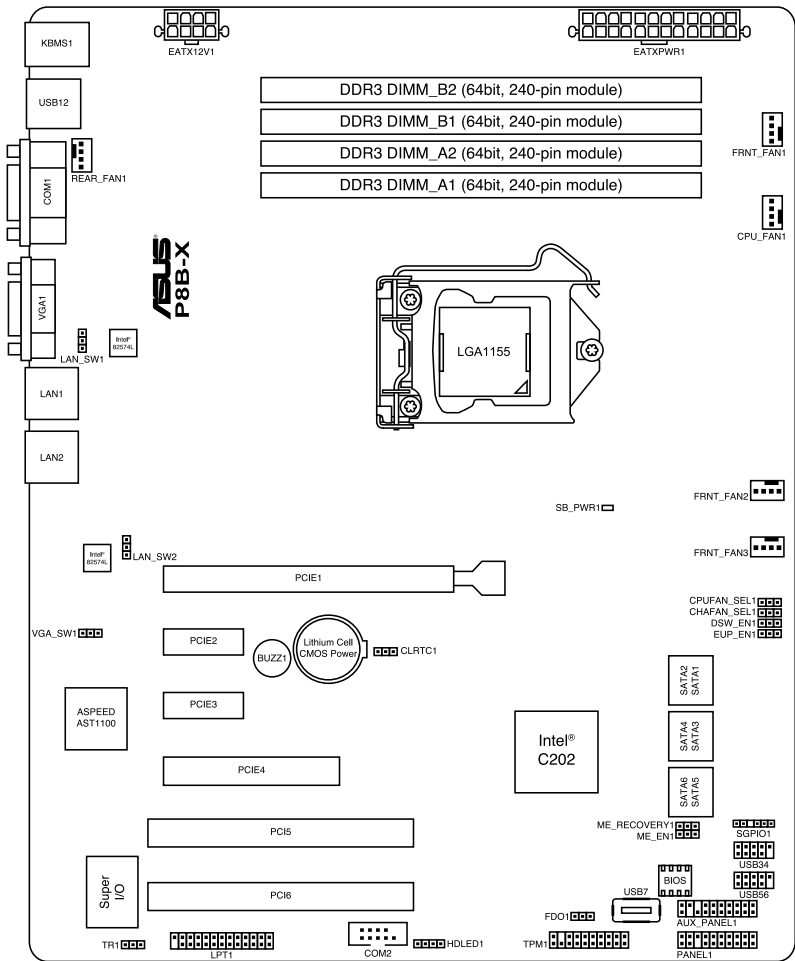 KBMS1
EATX12V1
EATXPWR1
USB12
DDR3 DIMM_B2 (64bit, 240-pin module)
DDR3 DIMM_B1 (64bit, 240-pin module)
DDR3 DIMM_A2 (64bit, 240-pin module)
DDR3 DIMM_A1 (64bit, 240-pin module)
FRNT_FAN1
REAR_FAN1
COM1
CPU_FAN1
ASUS®
P8B-X
VGA1
LAN_SW1
Intel®
82574L
LGA1155
LAN1
LAN2
FRNT_FAN2
SB_PWR1
FRNT_FAN3
Intel®
82574L
LAN_SW2
PCIE1
CPUFAN_SEL1
CHAFAN_SEL1
DSW_EN1
EUP_EN1
VGA_SW1
PCIE2
BUZZ1
Lithium Cell
CMOS Power
CLRTC1
SATA2
SATA1
PCIE3
ASPEED
AST1100
SATA4
SATA3
Intel®
C202
PCIE4
SATA6
SATA5
PCI5
ME_RECOVERY1
ME_EN1
SGPIO1
USB34
Super
I/O
PCI6
BIOS
USB7
USB56
FDO1
AUX_PANEL1
TR1
LPT1
COM2
HDLED1
TPM1
PANEL1